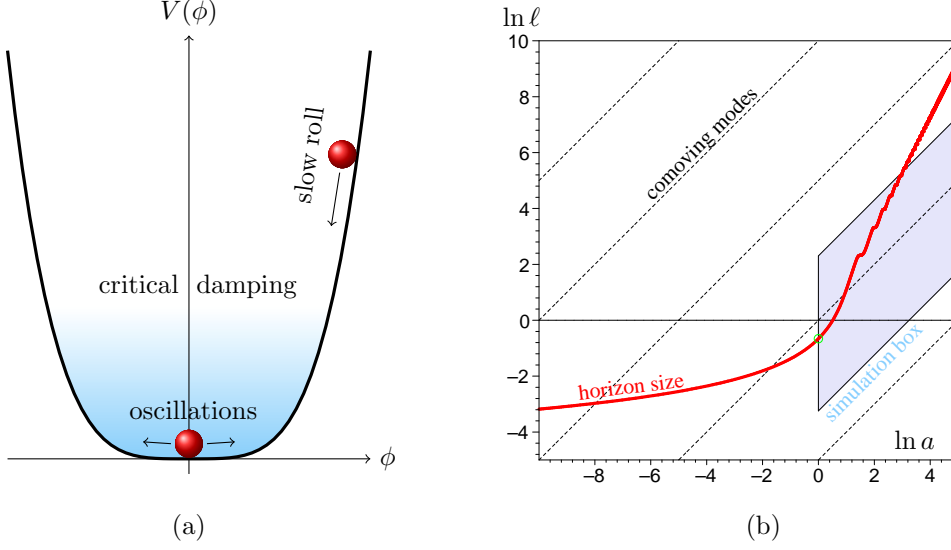 V(ϕ)
slow roll
critical damping
oscillations
ϕ
(a)
ln ℓ
10
8
6
4
2
0
−2
−4
comoving modes
horizon size
simulation box
ln a
−8 −6 −4 −2 0 2 4
(b)